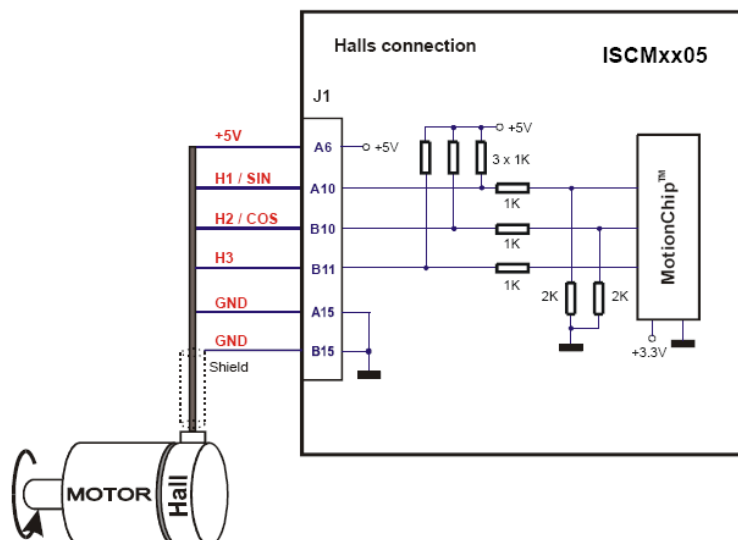 Halls connection
ISCMxx05
J1
+5V
A6
+5V
+5V
3 x 1K
H1 / SIN
A10
1K
H2 / COS
B10
1K
H3
B11
1K
MotionChip™
GND
A15
2K
2K
GND
B15
+3.3V
Shield
MOTOR
Hall